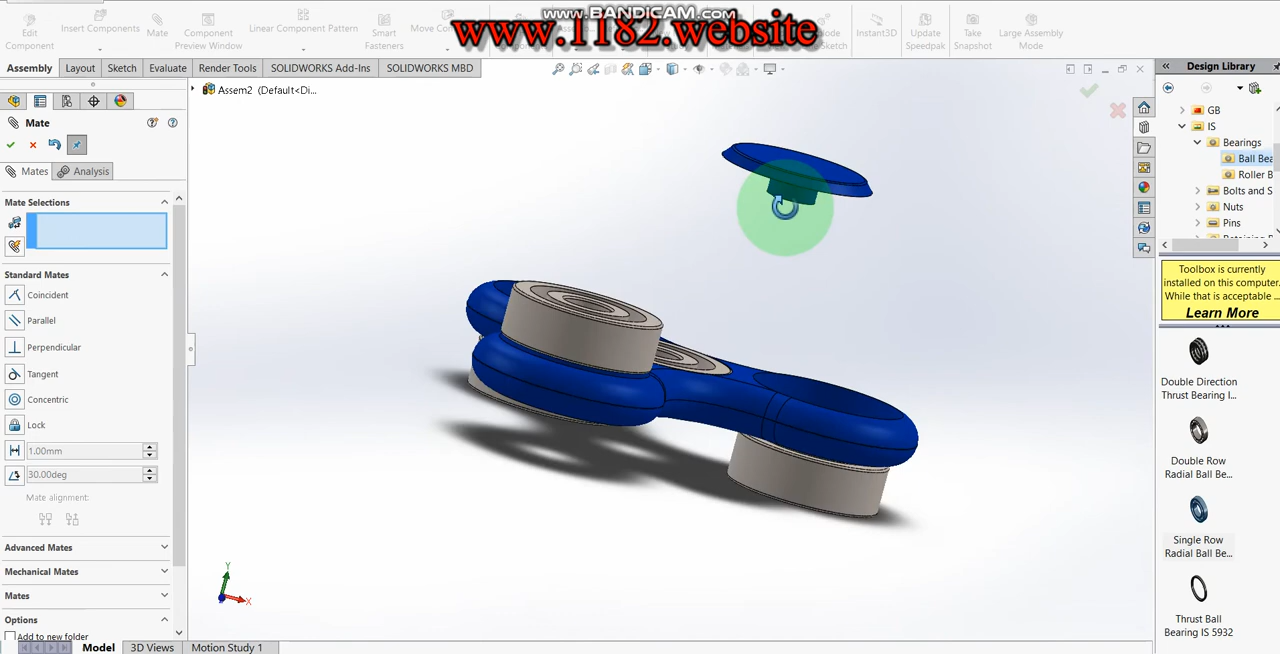 www.BANDICAM.com
www.1182.website
Edit Component
Insert Components
Mate
Component Preview Window
Linear Component Pattern
Smart Fasteners
Move Co
Instant3D
Update Speedpak
Take Snapshot
Large Assembly Mode
Assembly
Layout
Sketch
Evaluate
Render Tools
SOLIDWORKS Add-Ins
SOLIDWORKS MBD
Design Library
Assem2 (Default<Di...
Mate
Mates
Analysis
Mate Selections
Standard Mates
Coincident
Parallel
Perpendicular
Tangent
Concentric
Lock
1.00mm
30.00deg
Mate alignment:
Advanced Mates
Mechanical Mates
Mates
Options
Add to new folder
Model
3D Views
Motion Study 1
Y
X
GB
IS
Bearings
Ball Bea
Roller B
Bolts and S
Nuts
Pins
Toolbox is currently
installed on this computer.
While that is acceptable ...
Learn More
Double Direction
Thrust Bearing I...
Double Row
Radial Ball Be...
Single Row
Radial Ball Be...
Thrust Ball
Bearing IS 5932